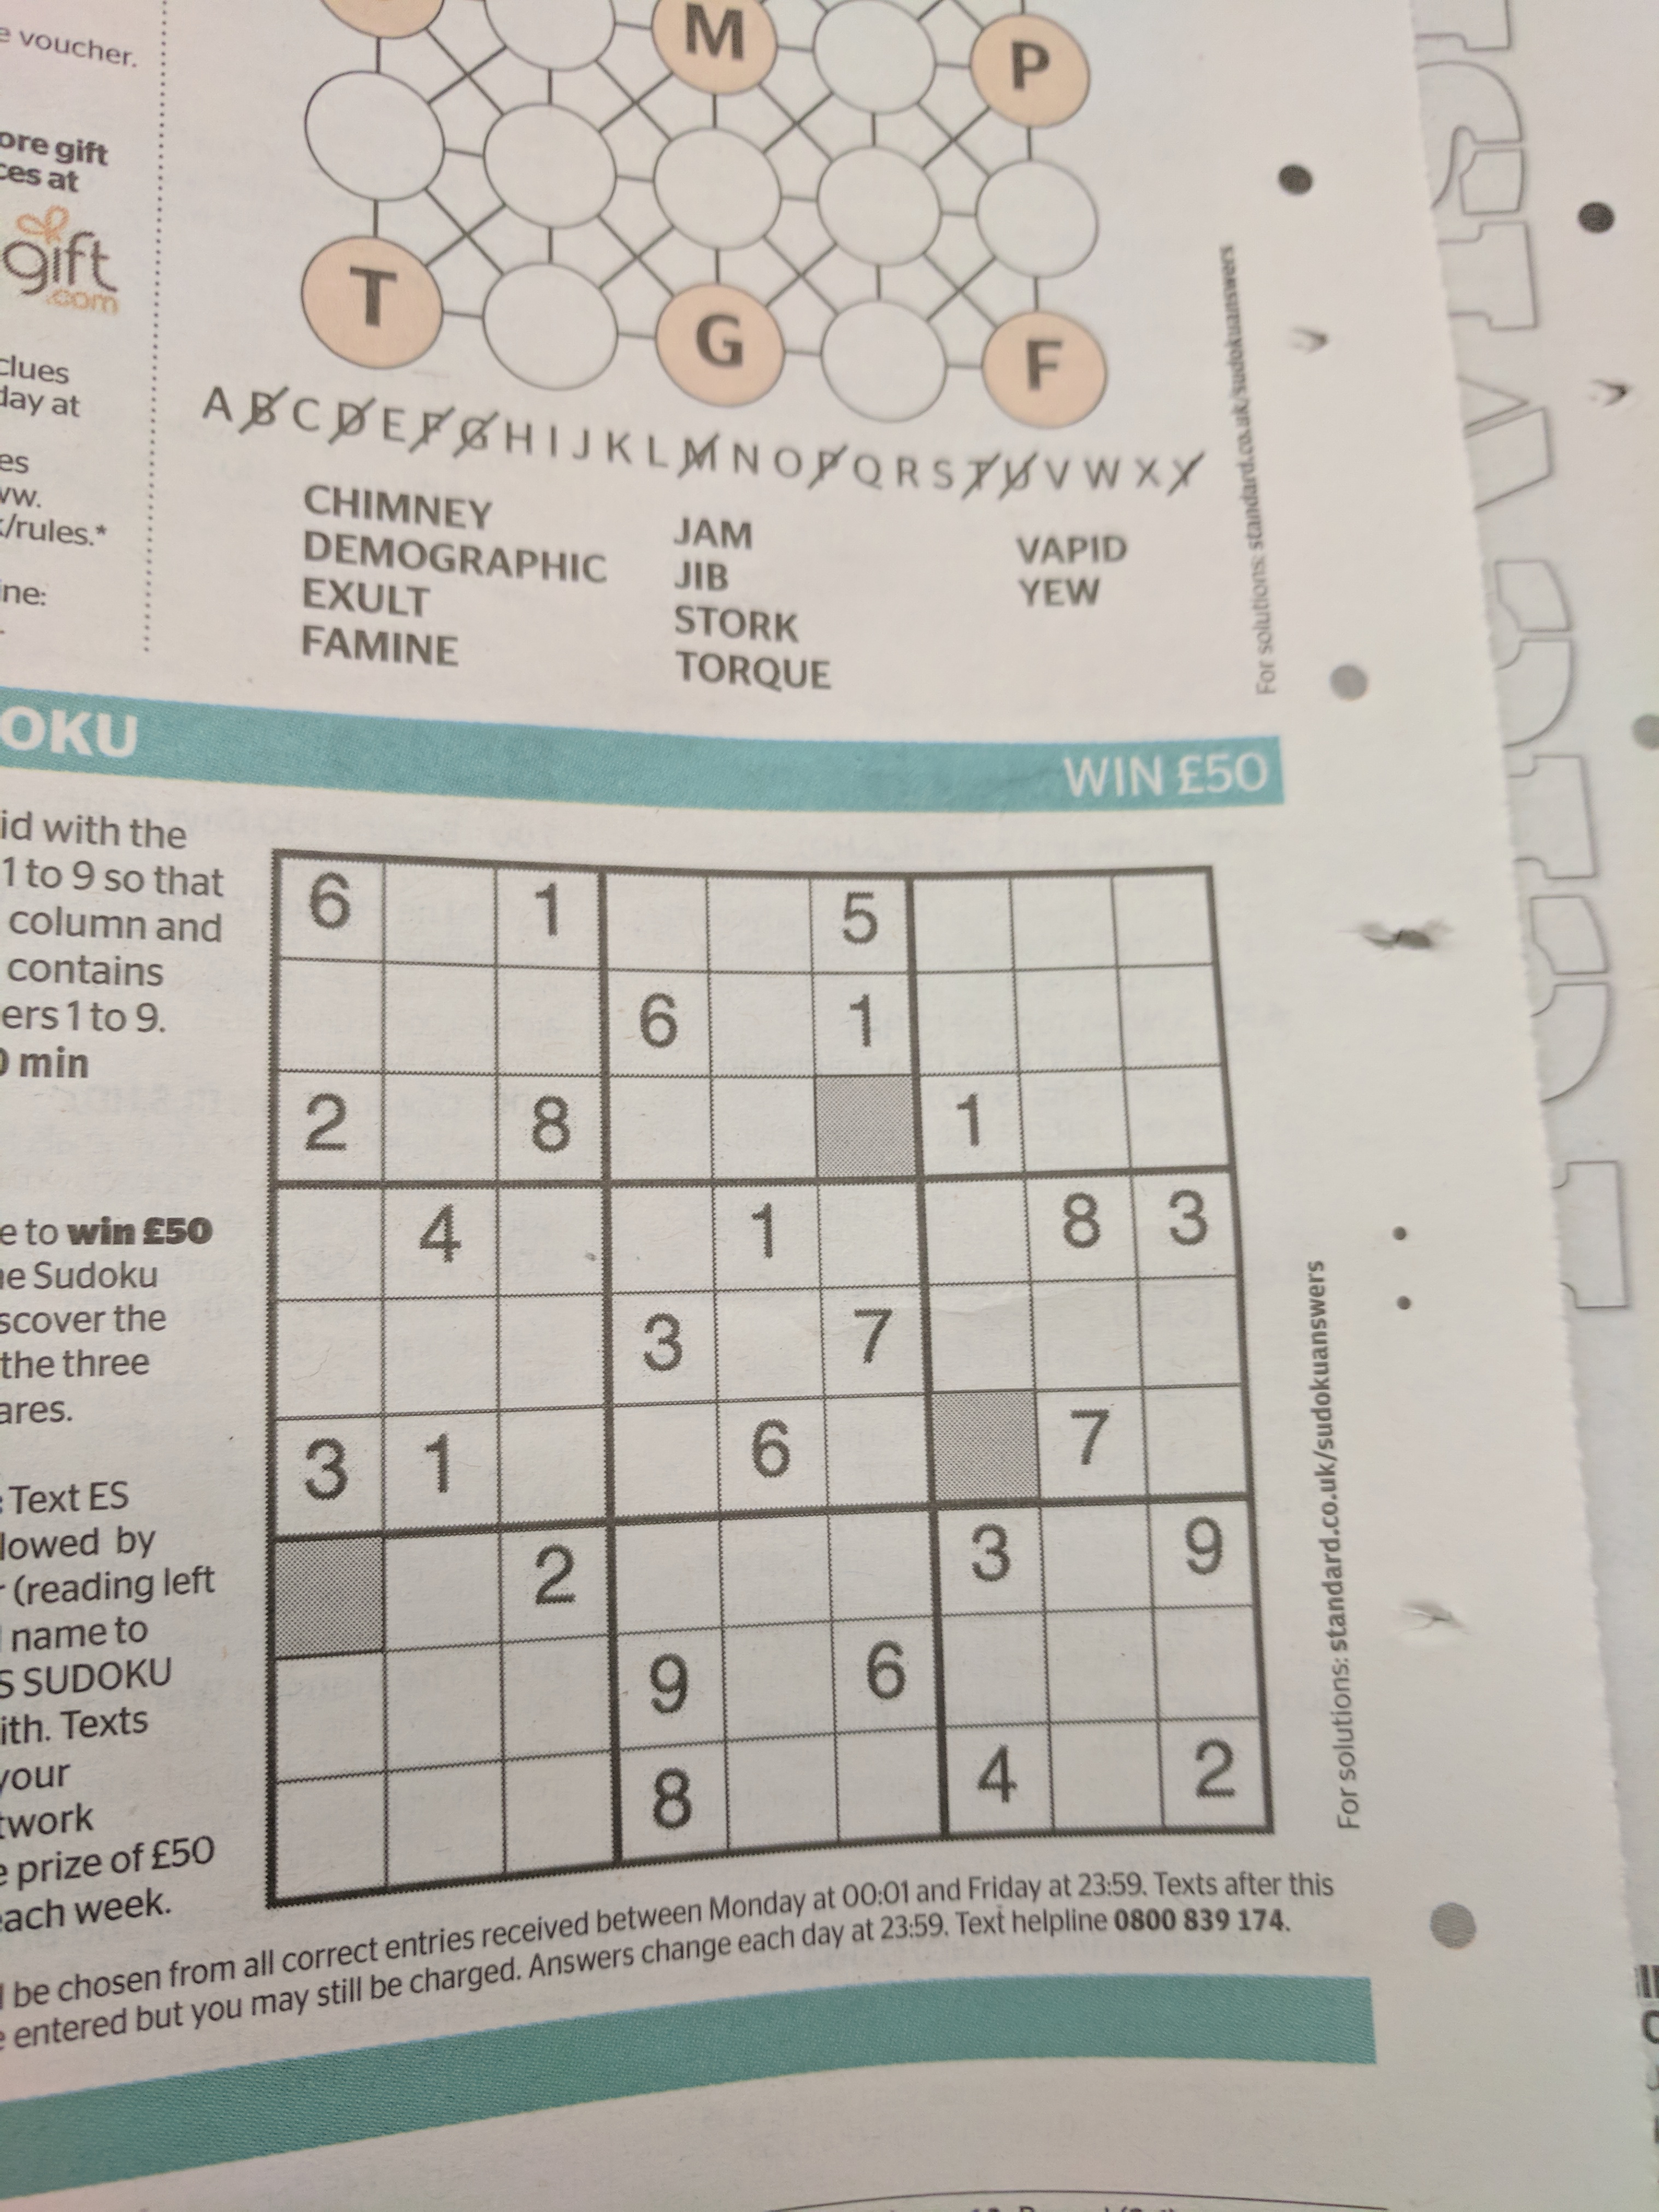 e voucher.
ore gift
ces at
gift
.com
clues
day at
es
ww.
/rules.*
ine:
M
P
T
G
F
A B C D E F G H I J K L M N O P Q R S T U V W X Y
CHIMNEY
DEMOGRAPHIC
EXULT
FAMINE
JAM
JIB
STORK
TORQUE
VAPID
YEW
For solutions: standard.co.uk/sudokuanswers
OKU
WIN £50
id with the
1 to 9 so that
column and
contains
ers 1 to 9.
0 min
e to win £50
e Sudoku
scover the
the three
ares.
: Text ES
lowed by
r (reading left
name to
S SUDOKU
ith. Texts
your
twork
e prize of £50
each week.
6 1 5
6 1
2 8 1
4 1 8 3
3 7
3 1 6 7
2 3 9
9 6
8 4 2
For solutions: standard.co.uk/sudokuanswers
l be chosen from all correct entries received between Monday at 00:01 and Friday at 23:59. Texts after this
e entered but you may still be charged. Answers change each day at 23:59. Text helpline 0800 839 174.